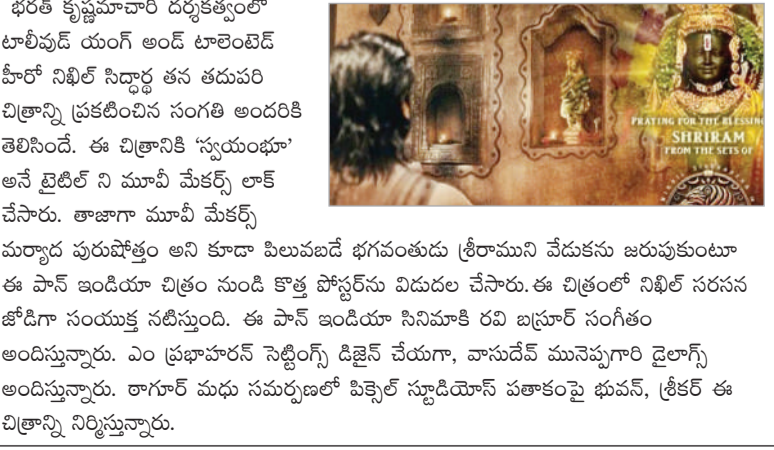 భరత్ కృష్ణమాచారి దర్శకత్వంలో
టాలీవుడ్ యంగ్ అండ్ టాలెంటెడ్
హీరో నిఖిల్ సిద్ధార్థ తన తదుపరి
చిత్రాన్ని ప్రకటించిన సంగతి అందరికి
తెలిసిందే. ఈ చిత్రానికి ‘స్వయంభూ’
అనే టైటిల్ ని మూవీ మేకర్స్ లాక్
చేసారు. తాజాగా మూవీ మేకర్స్
మర్యాద పురుషోత్తం అని కూడా పిలువబడే భగవంతుడు శ్రీరాముని వేడుకను జరుపుకుంటూ
ఈ పాన్ ఇండియా చిత్రం నుండి కొత్త పోస్టర్‌ను విడుదల చేసారు.ఈ చిత్రంలో నిఖిల్ సరసన
జోడిగా సంయుక్త నటిస్తుంది. ఈ పాన్ ఇండియా సినిమాకి రవి బస్రూర్ సంగీతం
అందిస్తున్నారు. ఎం ప్రభాహరన్ సెట్టింగ్స్ డిజైన్ చేయగా, వాసుదేవ్ మునెప్పగారి డైలాగ్స్
అందిస్తున్నారు. ఠాగూర్ మధు సమర్పణలో పిక్సెల్ స్టూడియోస్ పతాకంపై భువన్, శ్రీకర్ ఈ
చిత్రాన్ని నిర్మిస్తున్నారు.
PRAYING FOR THE BLESSING
SHRIRAM
FROM THE SETS OF